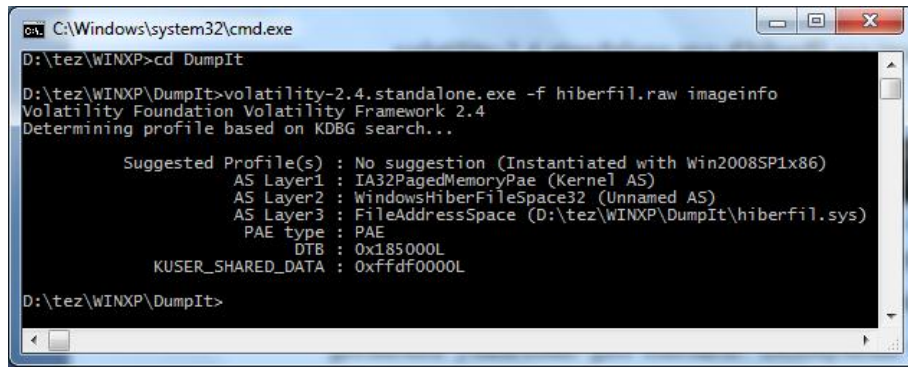 C:\Windows\system32\cmd.exe
D:\tez\WINXP>cd DumpIt
D:\tez\WINXP\DumpIt>volatility-2.4.standalone.exe -f hiberfil.raw imageinfo
Volatility Foundation Volatility Framework 2.4
Determining profile based on KDBG search...
Suggested Profile(s) : No suggestion (Instantiated with Win2008SP1x86)
AS Layer1 : IA32PagedMemoryPae (Kernel AS)
AS Layer2 : WindowsHiberFileSpace32 (Unnamed AS)
AS Layer3 : FileAddressSpace (D:\tez\WINXP\DumpIt\hiberfil.sys)
PAE type : PAE
DTB : 0x185000L
KUSER_SHARED_DATA : 0xffdf0000L
D:\tez\WINXP\DumpIt>